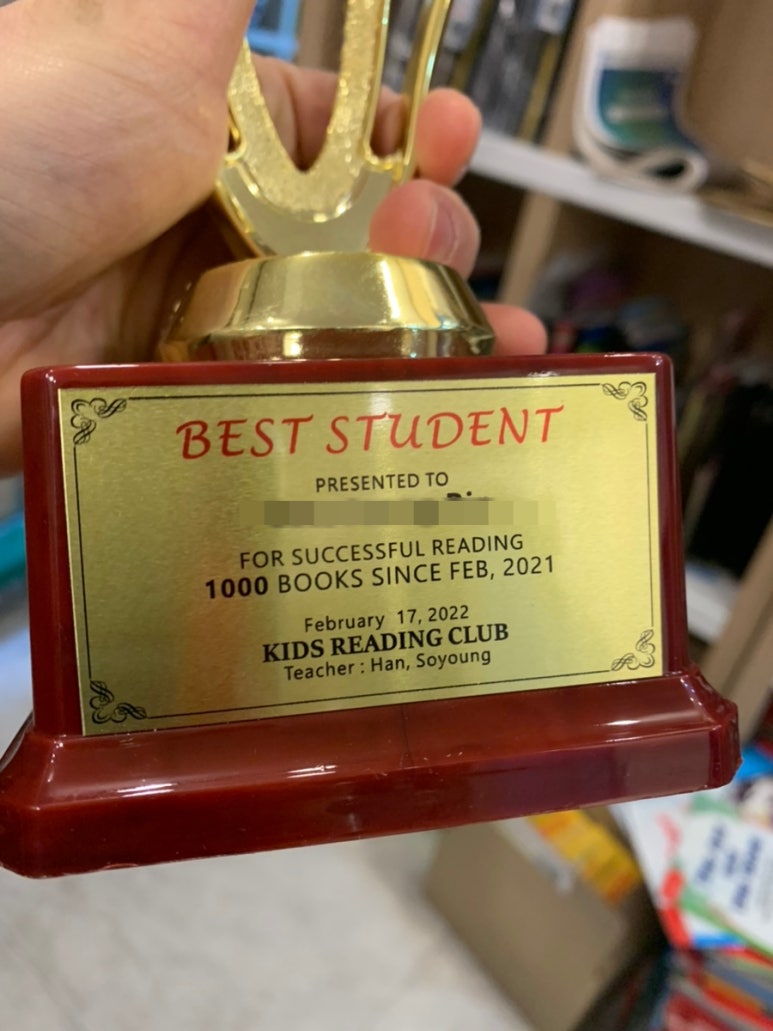 BEST STUDENT
PRESENTED TO
FOR SUCCESSFUL READING
1000 BOOKS SINCE FEB, 2021
February 17, 2022
KIDS READING CLUB
Teacher : Han, Soyoung